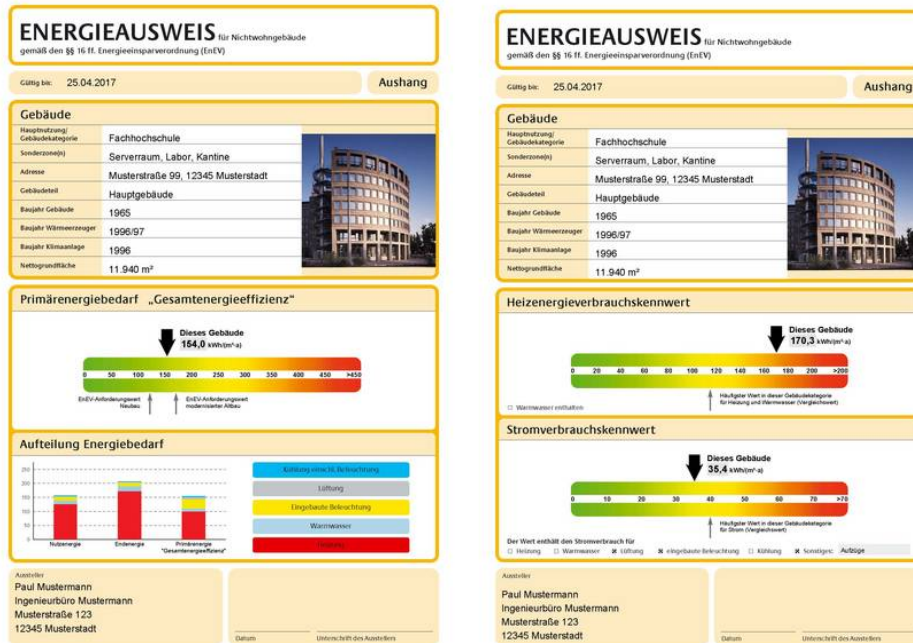 ENERGIEAUSWEIS für Nichtwohngebäude
gemäß den §§ 16 ff. Energieeinsparverordnung (EnEV)
Gültig bis: 25.04.2017
Aushang
Gebäude
Hauptnutzung/
Gebäudekategorie Fachhochschule
Sonderzone(n) Serverraum, Labor, Kantine
Adresse Musterstraße 99, 12345 Musterstadt
Gebäudeteil Hauptgebäude
Baujahr Gebäude 1965
Baujahr Wärmeerzeuger 1996/97
Baujahr Klimaanlage 1996
Nettogrundfläche 11.940 m²
Primärenergiebedarf „Gesamtenergieeffizienz“
Dieses Gebäude
154,0 kWh/(m²·a)
0 50 100 150 200 250 300 350 400 450 >450
EnEV-Anforderungswert
Neubau
EnEV-Anforderungswert
modernisierter Altbau
Aufteilung Energiebedarf
250
200
150
100
50
0
Nutzenergie Endenergie Primärenergie
"Gesamtenergieeffizienz"
Kühlung einschl. Befeuchtung
Lüftung
Eingebaute Beleuchtung
Warmwasser
Heizung
Aussteller
Paul Mustermann
Ingenieurbüro Mustermann
Musterstraße 123
12345 Musterstadt
Datum Unterschrift des Ausstellers
ENERGIEAUSWEIS für Nichtwohngebäude
gemäß den §§ 16 ff. Energieeinsparverordnung (EnEV)
Gültig bis: 25.04.2017
Aushang
Gebäude
Hauptnutzung/
Gebäudekategorie Fachhochschule
Sonderzone(n) Serverraum, Labor, Kantine
Adresse Musterstraße 99, 12345 Musterstadt
Gebäudeteil Hauptgebäude
Baujahr Gebäude 1965
Baujahr Wärmeerzeuger 1996/97
Baujahr Klimaanlage 1996
Nettogrundfläche 11.940 m²
Heizenergieverbrauchskennwert
Dieses Gebäude
170,3 kWh/(m²·a)
0 20 40 60 80 100 120 140 160 180 200 >200
Häufigster Wert in dieser Gebäudekategorie
für Heizung und Warmwasser (Vergleichswert)
☐ Warmwasser enthalten
Stromverbrauchskennwert
Dieses Gebäude
35,4 kWh/(m²·a)
0 10 20 30 40 50 60 70 >70
Häufigster Wert in dieser Gebäudekategorie
für Strom (Vergleichswert)
Der Wert enthält den Stromverbrauch für
☐ Heizung ☐ Warmwasser ☒ Lüftung ☒ eingebaute Beleuchtung ☐ Kühlung ☒ Sonstiges: Aufzüge
Aussteller
Paul Mustermann
Ingenieurbüro Mustermann
Musterstraße 123
12345 Musterstadt
Datum Unterschrift des Ausstellers